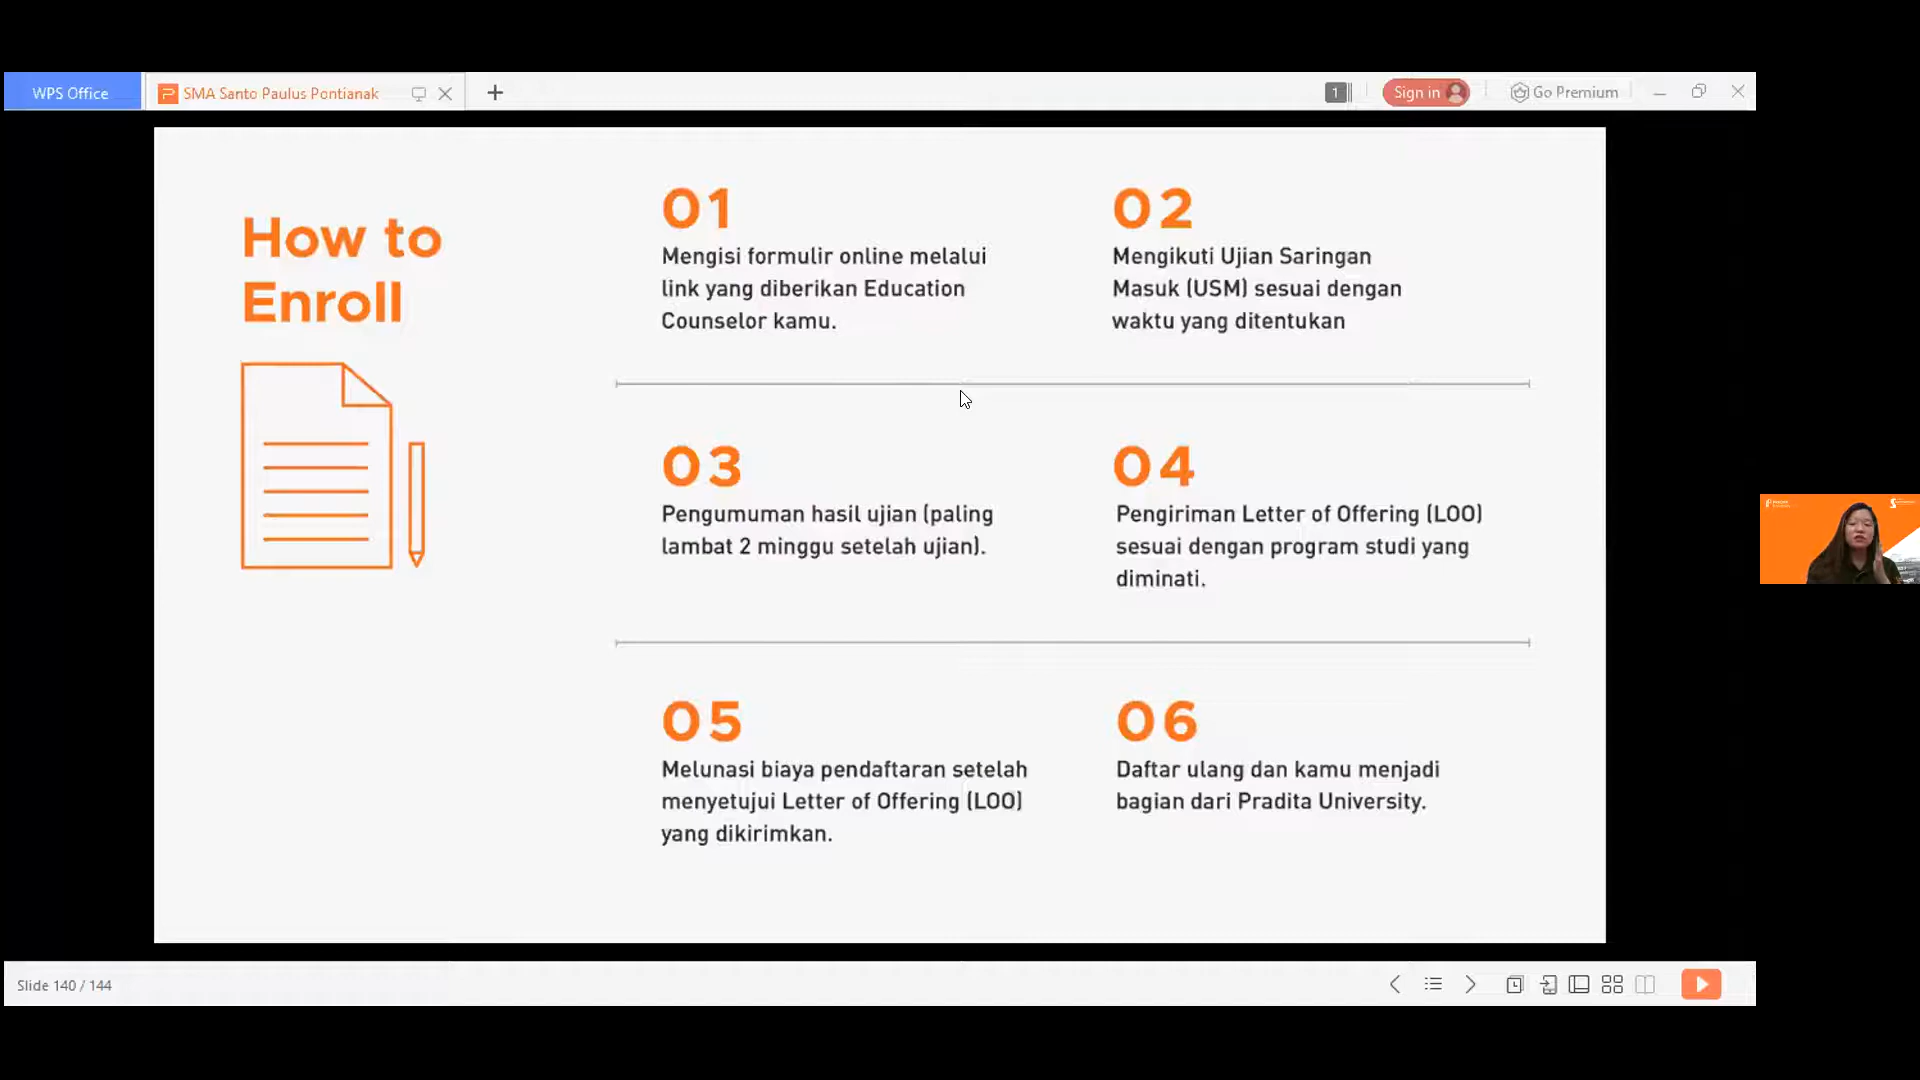 WPS Office
SMA Santo Paulus Pontianak
1
Sign in
Go Premium
How to
Enroll
01
Mengisi formulir online melalui
link yang diberikan Education
Counselor kamu.
02
Mengikuti Ujian Saringan
Masuk (USM) sesuai dengan
waktu yang ditentukan
03
Pengumuman hasil ujian (paling
lambat 2 minggu setelah ujian).
04
Pengiriman Letter of Offering (LOO)
sesuai dengan program studi yang
diminati.
05
Melunasi biaya pendaftaran setelah
menyetujui Letter of Offering (LOO)
yang dikirimkan.
06
Daftar ulang dan kamu menjadi
bagian dari Pradita University.
Slide 140 / 144